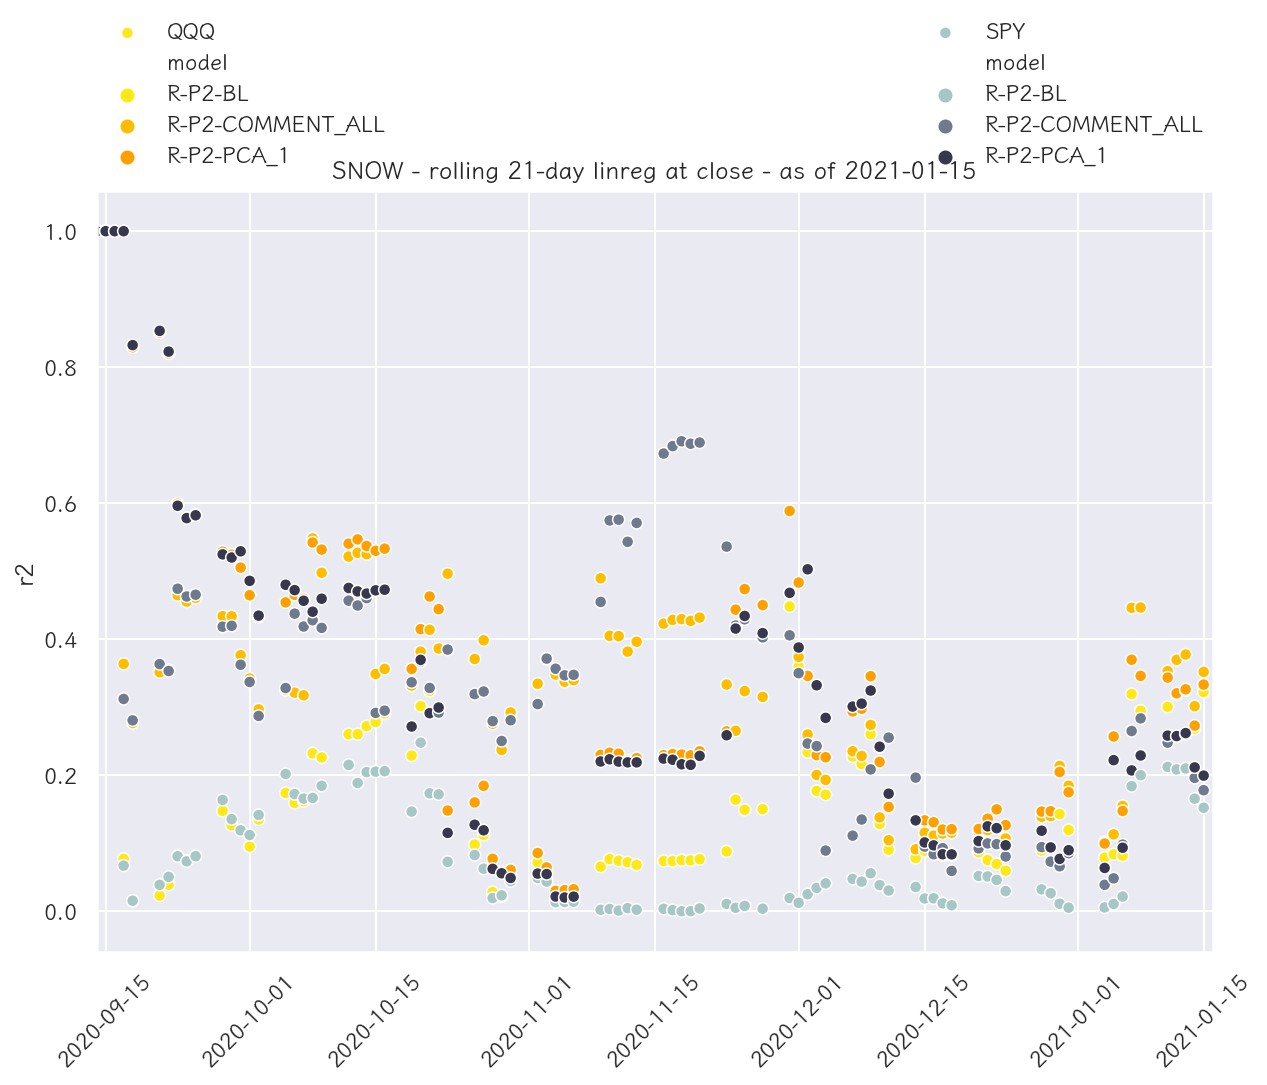 QQQ
model
R-P2-BL
R-P2-COMMENT_ALL
R-P2-PCA_1
SPY
model
R-P2-BL
R-P2-COMMENT_ALL
R-P2-PCA_1
SNOW - rolling 21-day linreg at close - as of 2021-01-15
r2
1.0
0.8
0.6
0.4
0.2
0.0
2020-09-15
2020-10-01
2020-10-15
2020-11-01
2020-11-15
2020-12-01
2020-12-15
2021-01-01
2021-01-15